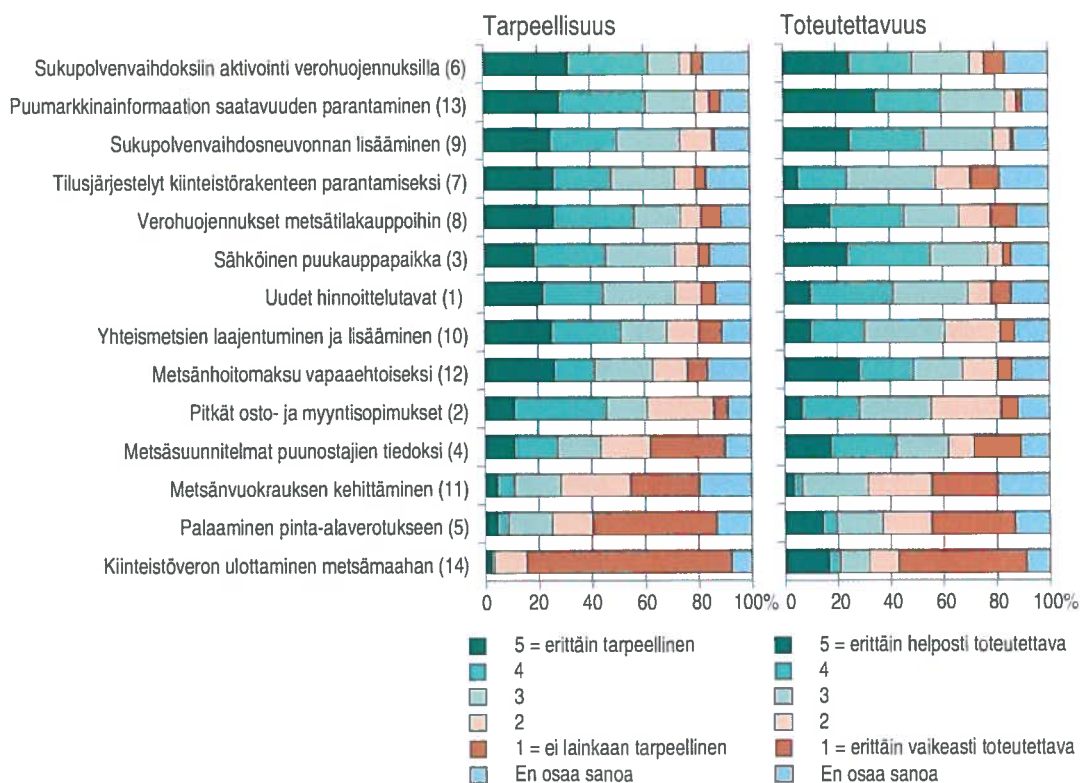 Tarpeellisuus Toteutettavuus
Sukupolvenvaihdoksiin aktivointi verohuojennuksilla (6)
Puumarkkinainformaation saatavuuden parantaminen (13)
Sukupolvenvaihdosneuvonnan lisääminen (9)
Tilusjärjestelyt kiinteistörakenteen parantamiseksi (7)
Verohuojennukset metsätilakauppoihin (8)
Sähköinen puukauppapaikka (3)
Uudet hinnoittelutavat (1)
Yhteismetsien laajentuminen ja lisääminen (10)
Metsänhoitomaksu vapaaehtoiseksi (12)
Pitkät osto- ja myyntisopimukset (2)
Metsäsuunnitelmat puunostajien tiedoksi (4)
Metsänvuokrauksen kehittäminen (11)
Palaaminen pinta-alaverotukseen (5)
Kiinteistöveron ulottaminen metsämaahan (14)
0 20 40 60 80 100% 0 20 40 60 80 100%
5 = erittäin tarpeellinen 5 = erittäin helposti toteutettava
4 4
3 3
2 2
1 = ei lainkaan tarpeellinen 1 = erittäin vaikeasti toteutettava
En osaa sanoa En osaa sanoa